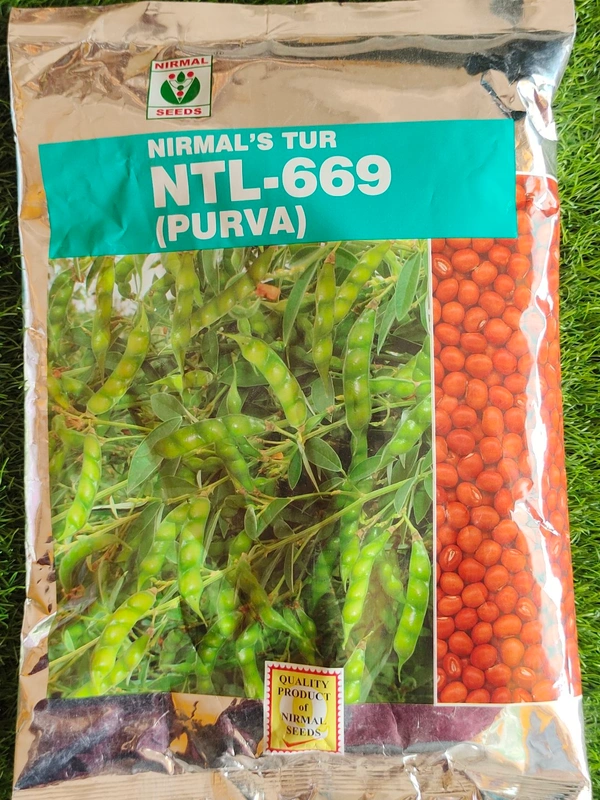 NIRMAL
SEEDS
NIRMAL'S TUR
NTL-669
(PURVA)
QUALITY
PRODUCT
of
NIRMAL
SEEDS